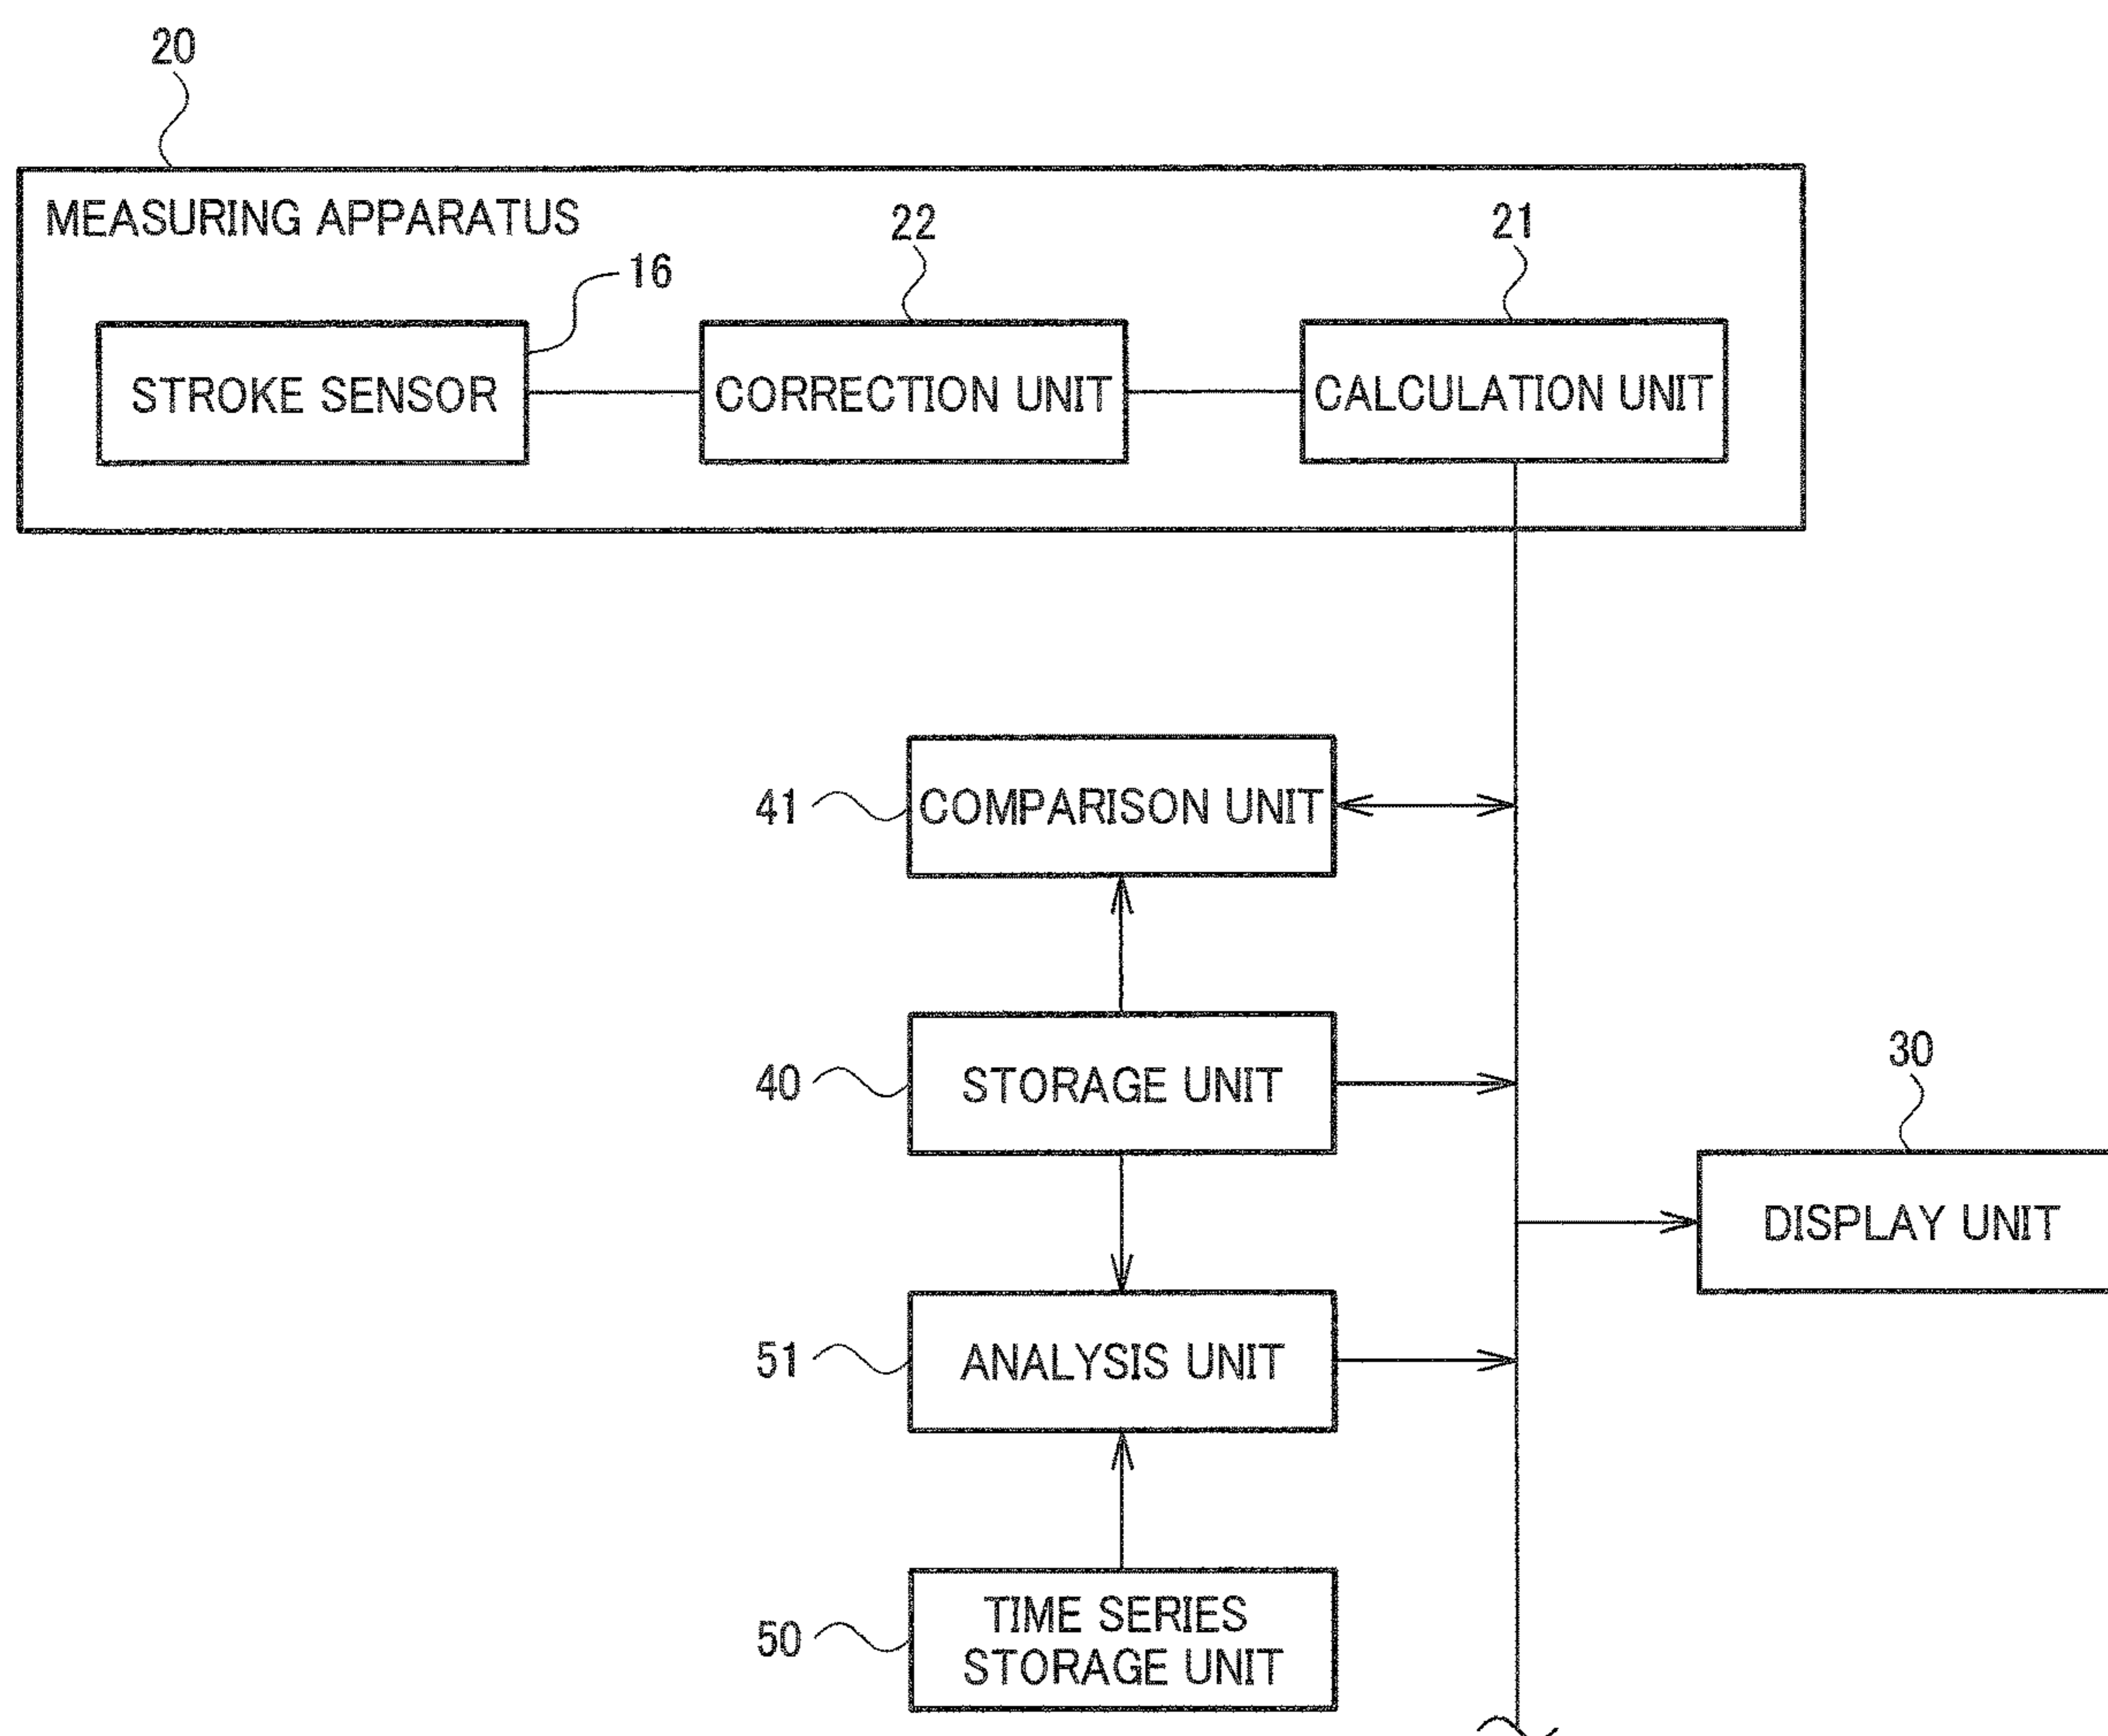 20
MEASURING APPARATUS
22
21
16
STROKE SENSOR
CORRECTION UNIT
CALCULATION UNIT
41
COMPARISON UNIT
40
STORAGE UNIT
30
DISPLAY UNIT
51
ANALYSIS UNIT
50
TIME SERIES
STORAGE UNIT